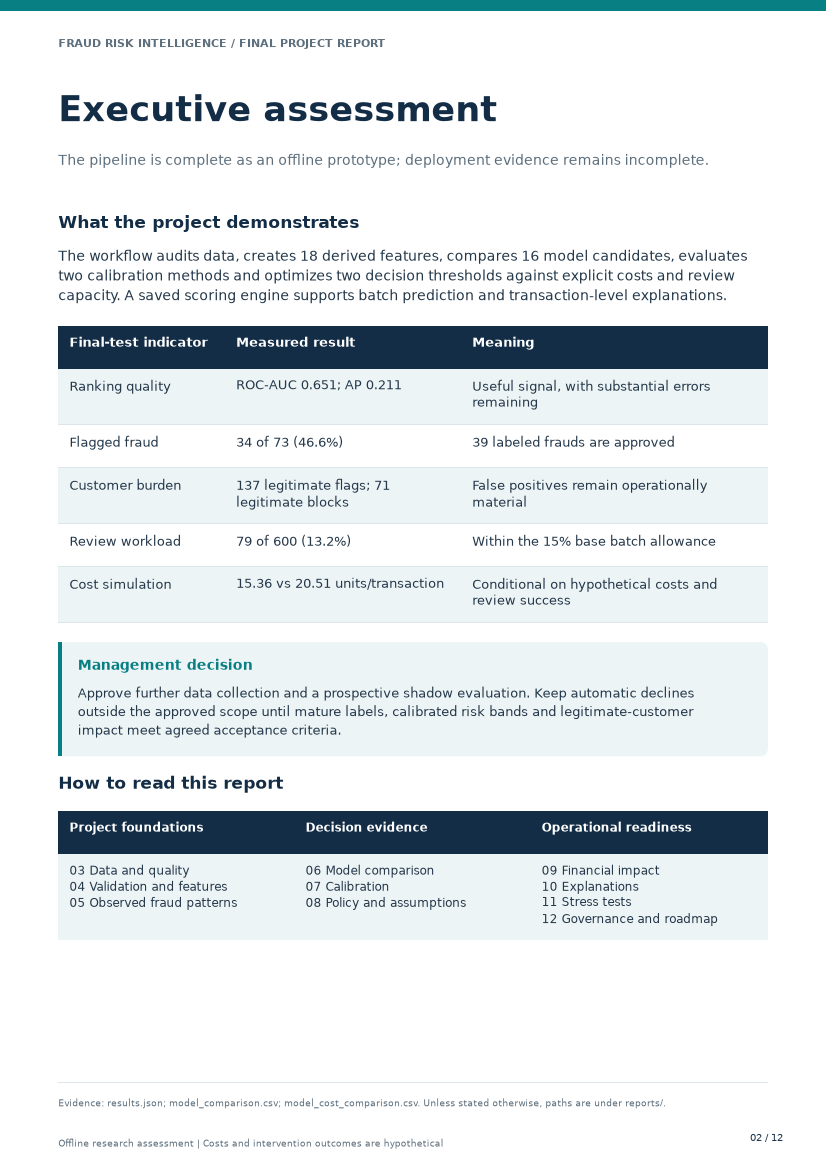 FRAUD RISK INTELLIGENCE / FINAL PROJECT REPORT
Executive assessment
The pipeline is complete as an offline prototype; deployment evidence remains incomplete.
What the project demonstrates
The workflow audits data, creates 18 derived features, compares 16 model candidates, evaluates
two calibration methods and optimizes two decision thresholds against explicit costs and review
capacity. A saved scoring engine supports batch prediction and transaction-level explanations.
Final-test indicator Measured result Meaning
Ranking quality ROC-AUC 0.651; AP 0.211 Useful signal, with substantial errors
remaining
Flagged fraud 34 of 73 (46.6%) 39 labeled frauds are approved
Customer burden 137 legitimate flags; 71 False positives remain operationally
legitimate blocks material
Review workload 79 of 600 (13.2%) Within the 15% base batch allowance
Cost simulation 15.36 vs 20.51 units/transaction Conditional on hypothetical costs and
review success
Management decision
Approve further data collection and a prospective shadow evaluation. Keep automatic declines
outside the approved scope until mature labels, calibrated risk bands and legitimate-customer
impact meet agreed acceptance criteria.
How to read this report
Project foundations Decision evidence Operational readiness
03 Data and quality 06 Model comparison 09 Financial impact
04 Validation and features 07 Calibration 10 Explanations
05 Observed fraud patterns 08 Policy and assumptions 11 Stress tests
12 Governance and roadmap
Evidence: results.json; model_comparison.csv; model_cost_comparison.csv. Unless stated otherwise, paths are under reports/.
Offline research assessment | Costs and intervention outcomes are hypothetical 02 / 12